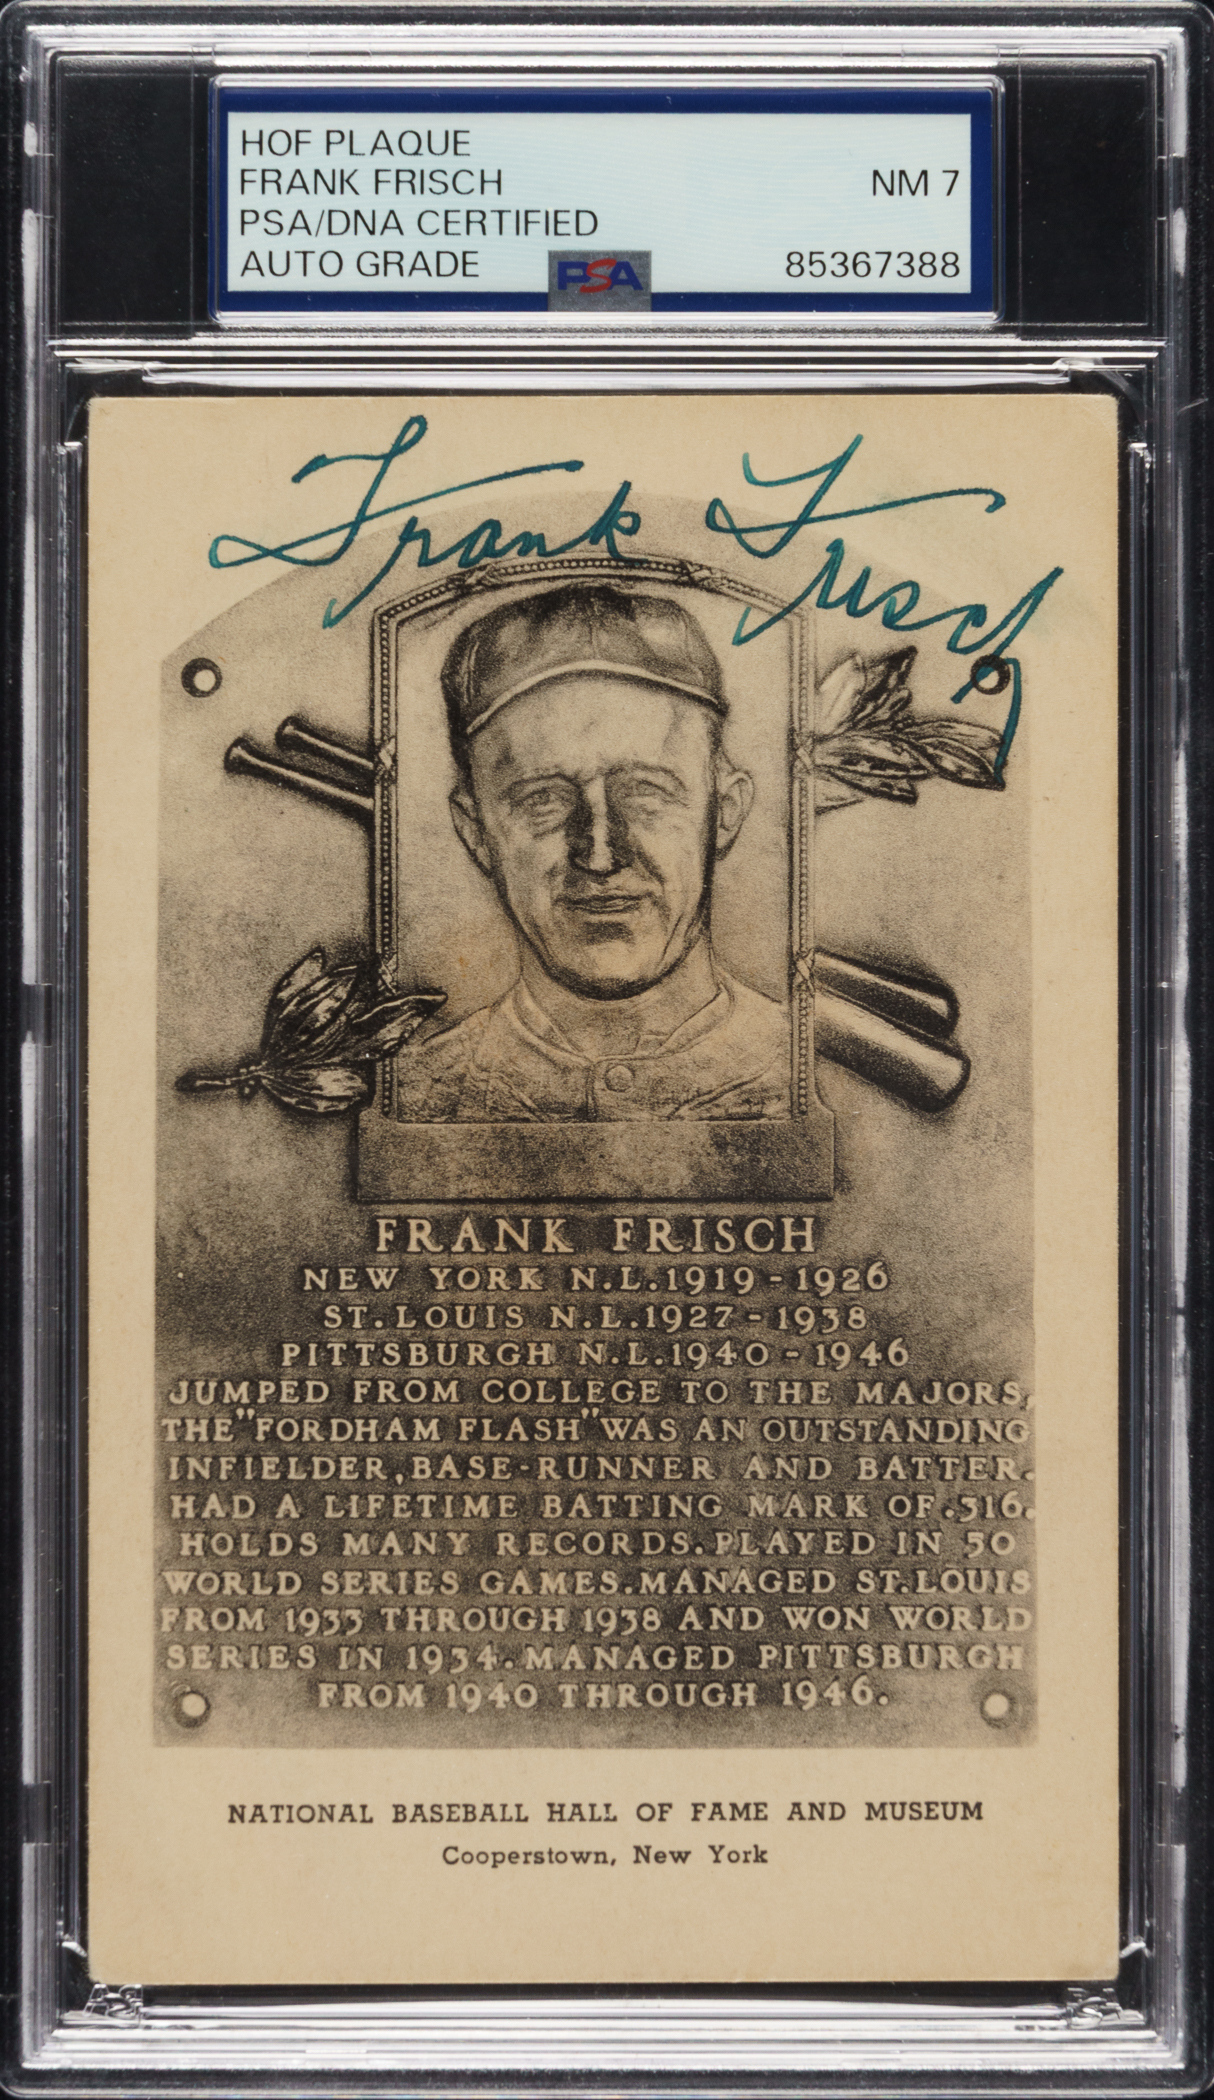 HOF PLAQUE
FRANK FRISCH NM 7
PSA/DNA CERTIFIED
AUTO GRADE PSA 85367388
Frank Frisch
FRANK FRISCH
NEW YORK N.L.1919-1926
ST.LOUIS N.L.1927-1938
PITTSBURGH N.L.1940-1946
JUMPED FROM COLLEGE TO THE MAJORS,
THE "FORDHAM FLASH" WAS AN OUTSTANDING
INFIELDER, BASE-RUNNER AND BATTER.
HAD A LIFETIME BATTING MARK OF .316.
HOLDS MANY RECORDS. PLAYED IN 50
WORLD SERIES GAMES. MANAGED ST.LOUIS
FROM 1933 THROUGH 1938 AND WON WORLD
SERIES IN 1934. MANAGED PITTSBURGH
FROM 1940 THROUGH 1946.
NATIONAL BASEBALL HALL OF FAME AND MUSEUM
Cooperstown, New York
PSA PSA